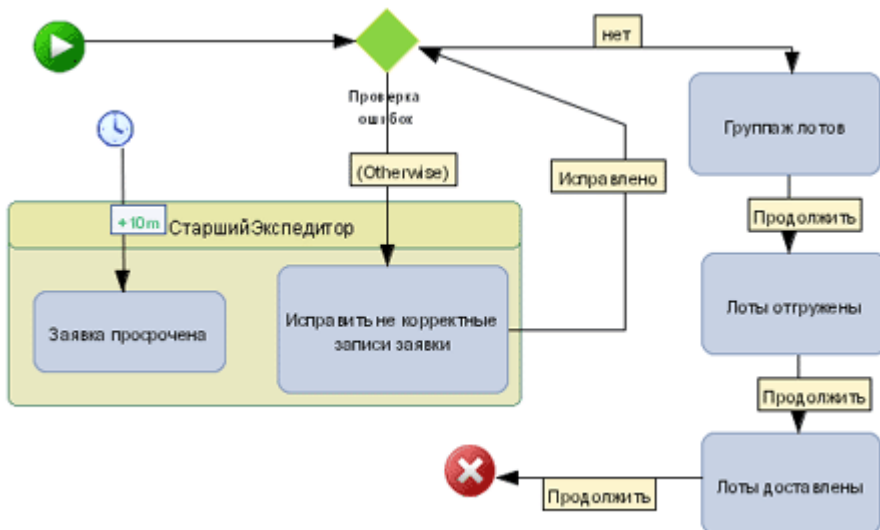 нет
Проверка
ошибок
Группаж лотов
(Otherwise)
Исправлено
+10m
СтаршийЭкспедитор
Продолжить
Заявка просрочена
Исправить не корректные
записи заявки
Лоты отгружены
Продолжить
Лоты доставлены
Продолжить